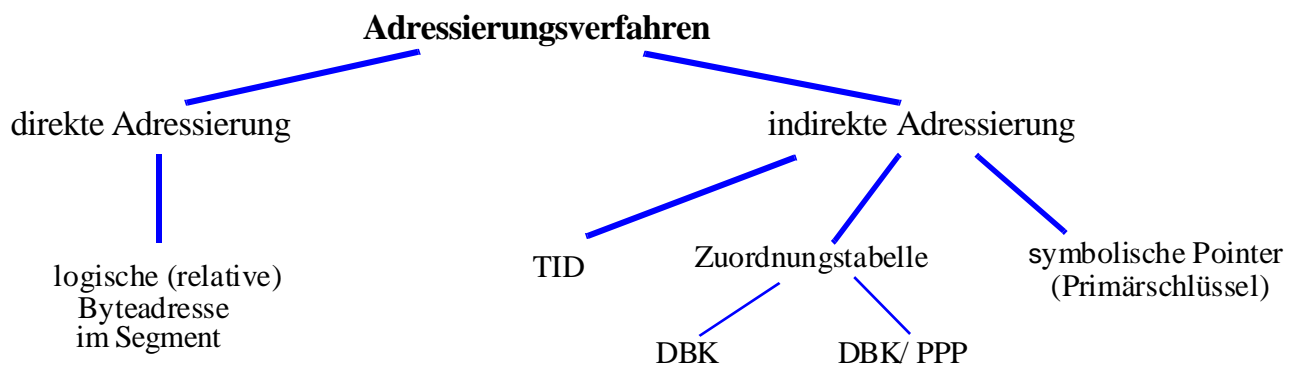 Adressierungsverfahren
direkte Adressierung
indirekte Adressierung
logische (relative)
Byteadresse
im Segment
TID
Zuordnungstabelle
symbolische Pointer
(Primärschlüssel)
DBK
DBK/ PPP